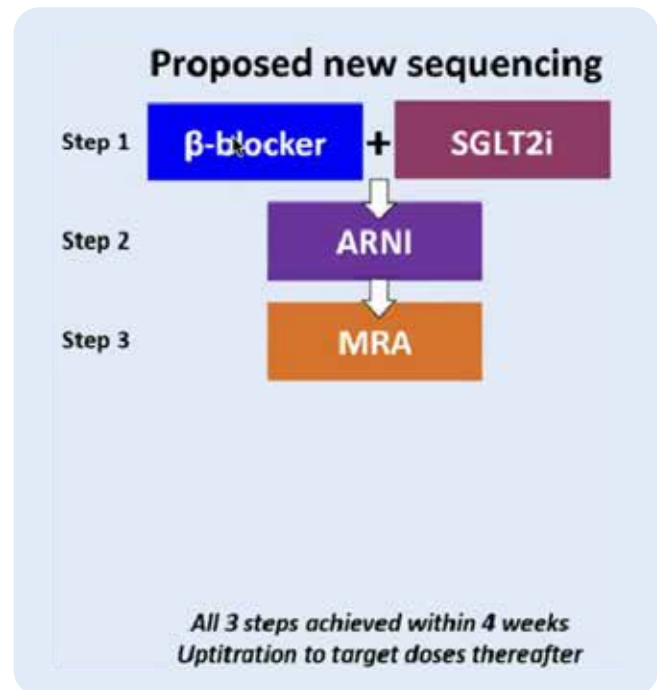 Proposed new sequencing
Step 1 β-blocker + SGLT2i
Step 2 ARNI
Step 3 MRA
All 3 steps achieved within 4 weeks
Uptitration to target doses thereafter